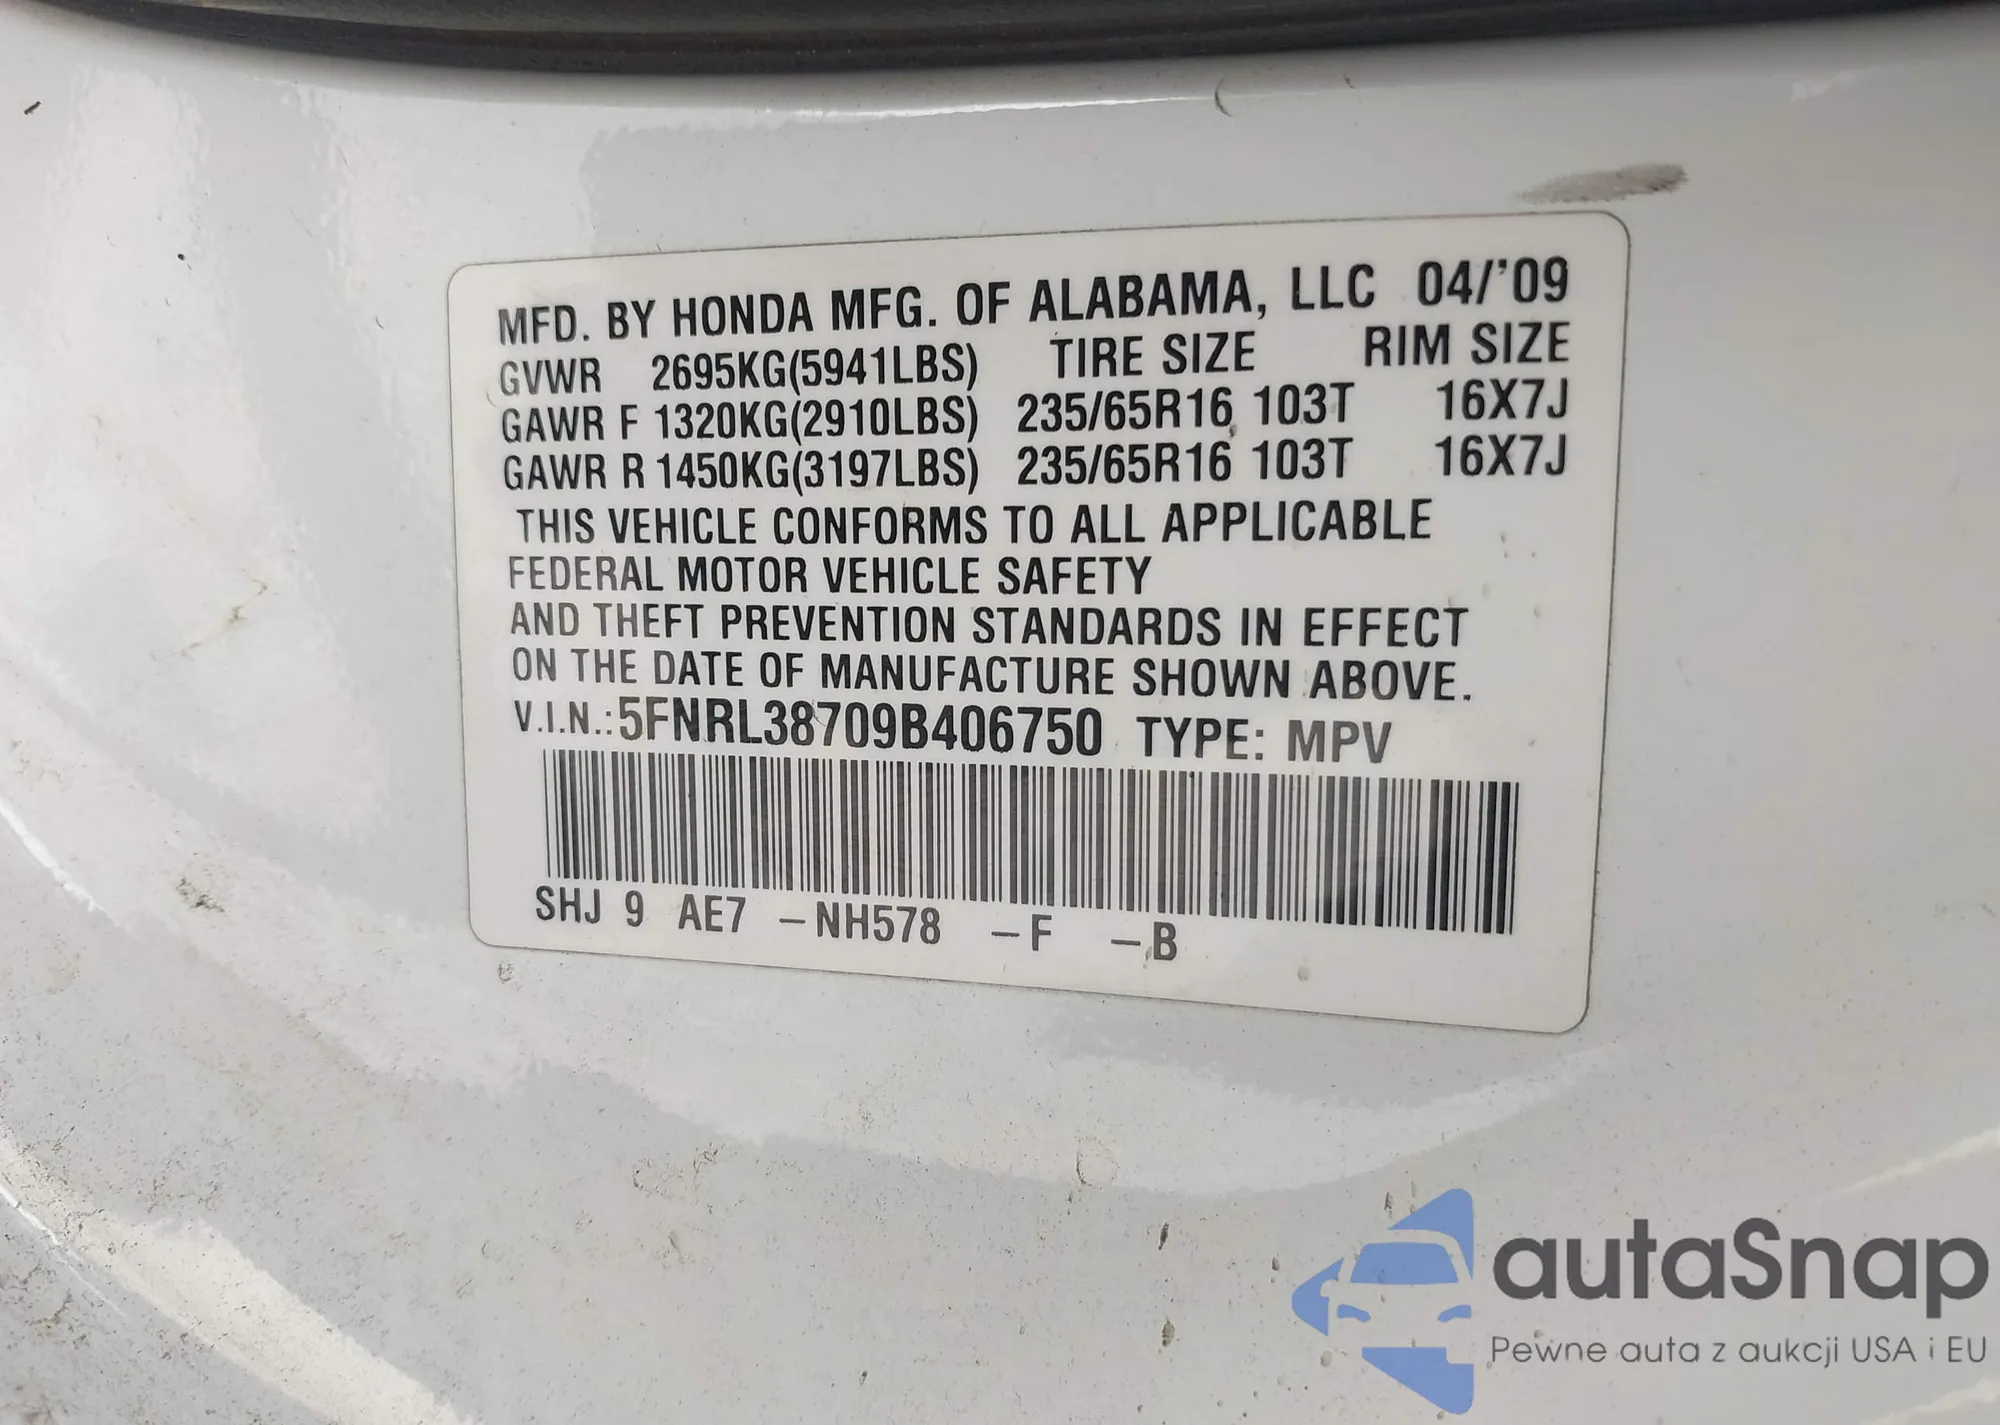 MFD. BY HONDA MFG. OF ALABAMA, LLC 04/'09
GVWR 2695KG(5941LBS) TIRE SIZE RIM SIZE
GAWR F 1320KG(2910LBS) 235/65R16 103T 16X7J
GAWR R 1450KG(3197LBS) 235/65R16 103T 16X7J
THIS VEHICLE CONFORMS TO ALL APPLICABLE
FEDERAL MOTOR VEHICLE SAFETY
AND THEFT PREVENTION STANDARDS IN EFFECT
ON THE DATE OF MANUFACTURE SHOWN ABOVE.
V.I.N.: 5FNRL38709B406750 TYPE: MPV
SHJ 9 AE7 -NH578 -F -B
autaSnap
Pewne auta z aukcji USA i EU